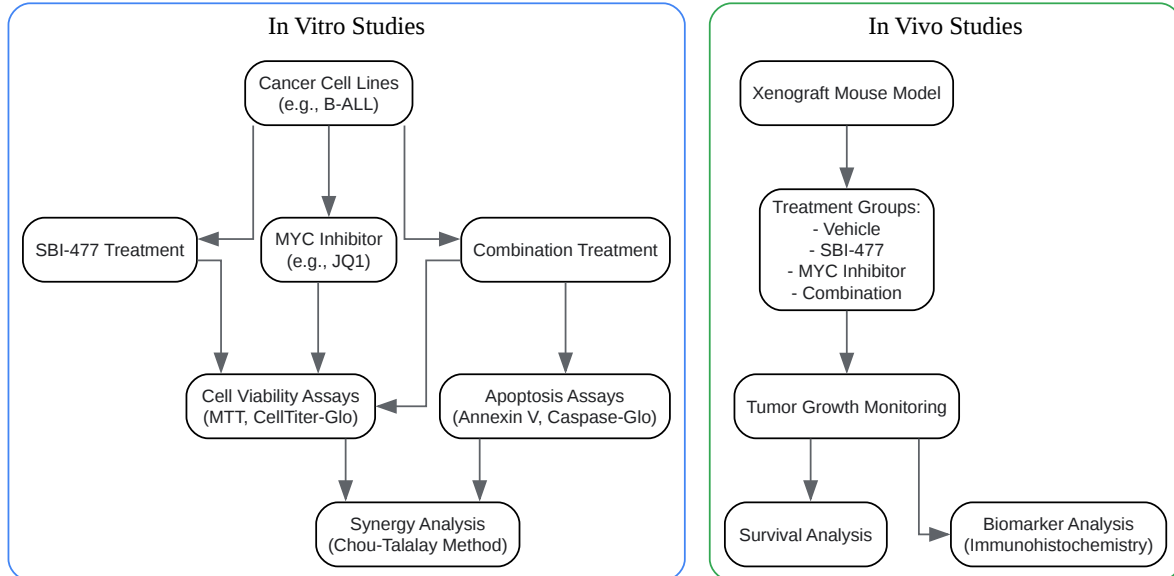 In Vitro Studies
Cancer Cell Lines
(e.g., B-ALL)
SBI-477 Treatment
MYC Inhibitor
(e.g., JQ1)
Combination Treatment
Cell Viability Assays
(MTT, CellTiter-Glo)
Apoptosis Assays
(Annexin V, Caspase-Glo)
Synergy Analysis
(Chou-Talalay Method)
In Vivo Studies
Xenograft Mouse Model
Treatment Groups:
- Vehicle
- SBI-477
- MYC Inhibitor
- Combination
Tumor Growth Monitoring
Survival Analysis
Biomarker Analysis
(Immunohistochemistry)